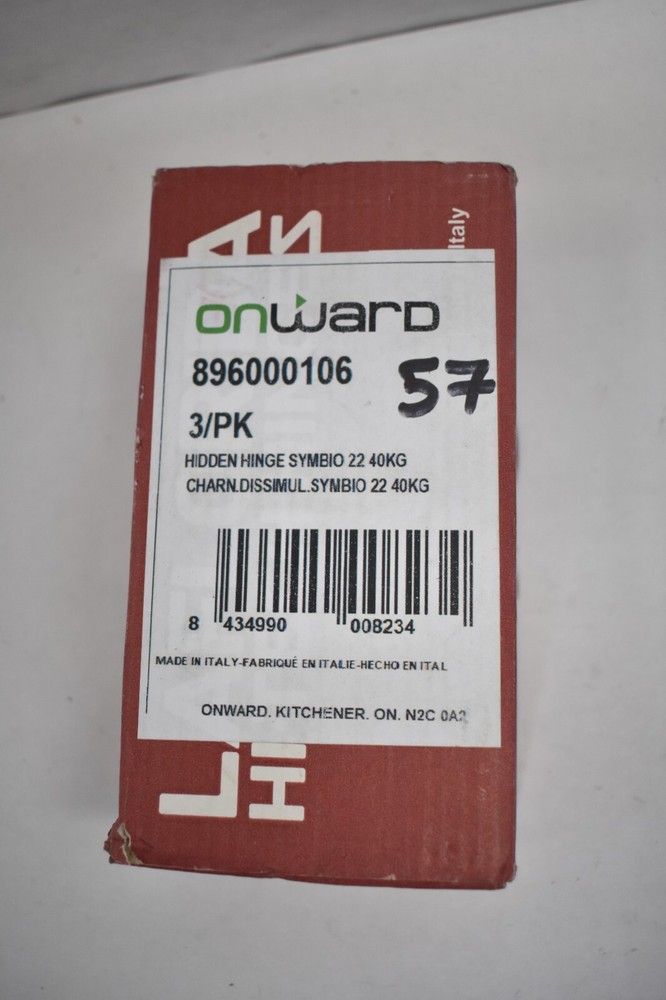 Italy
onward
896000106
57
3/PK
HIDDEN HINGE SYMBIO 22 40KG
CHARN.DISSIMUL.SYMBIO 22 40KG
8 434990 008234
MADE IN ITALY-FABRIQUÉ EN ITALIE-HECHO EN ITAL
ONWARD. KITCHENER. ON. N2C 0A2